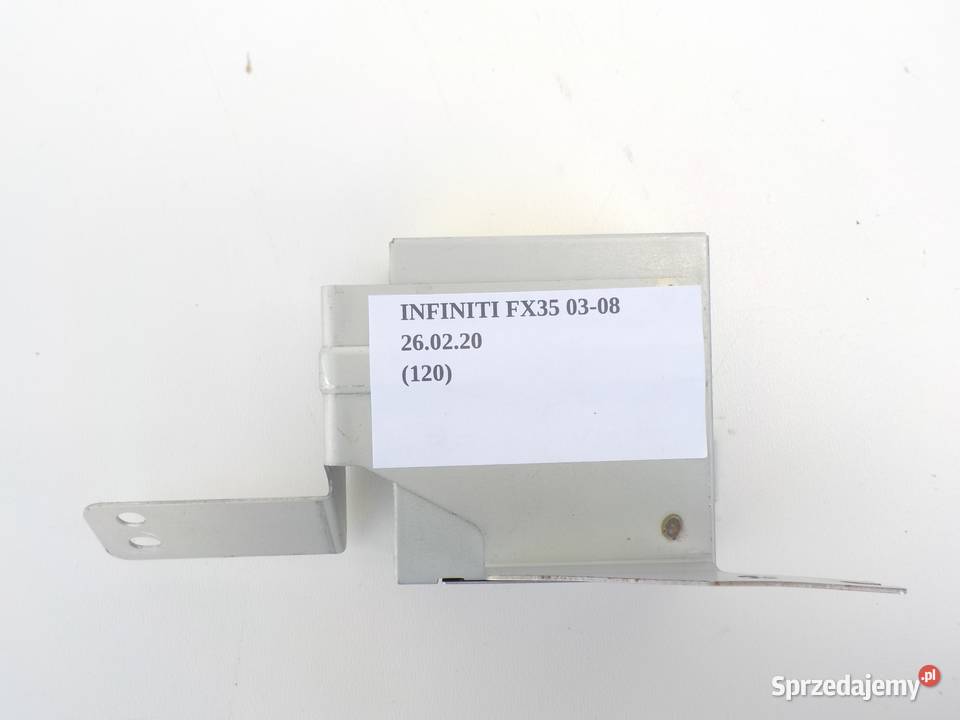 INFINITI FX35 03-08
26.02.20
(120)
Sprzedajemy.pl